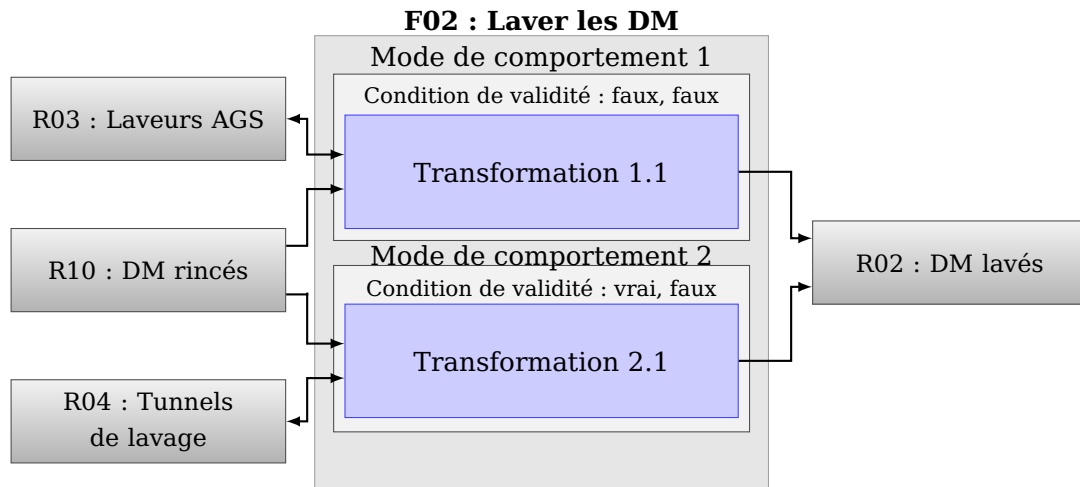 F02 : Laver les DM
Mode de comportement 1
Condition de validité : faux, faux
R03 : Laveurs AGS
Transformation 1.1
R10 : DM rincés
R02 : DM lavés
Mode de comportement 2
Condition de validité : vrai, faux
Transformation 2.1
R04 : Tunnels
de lavage